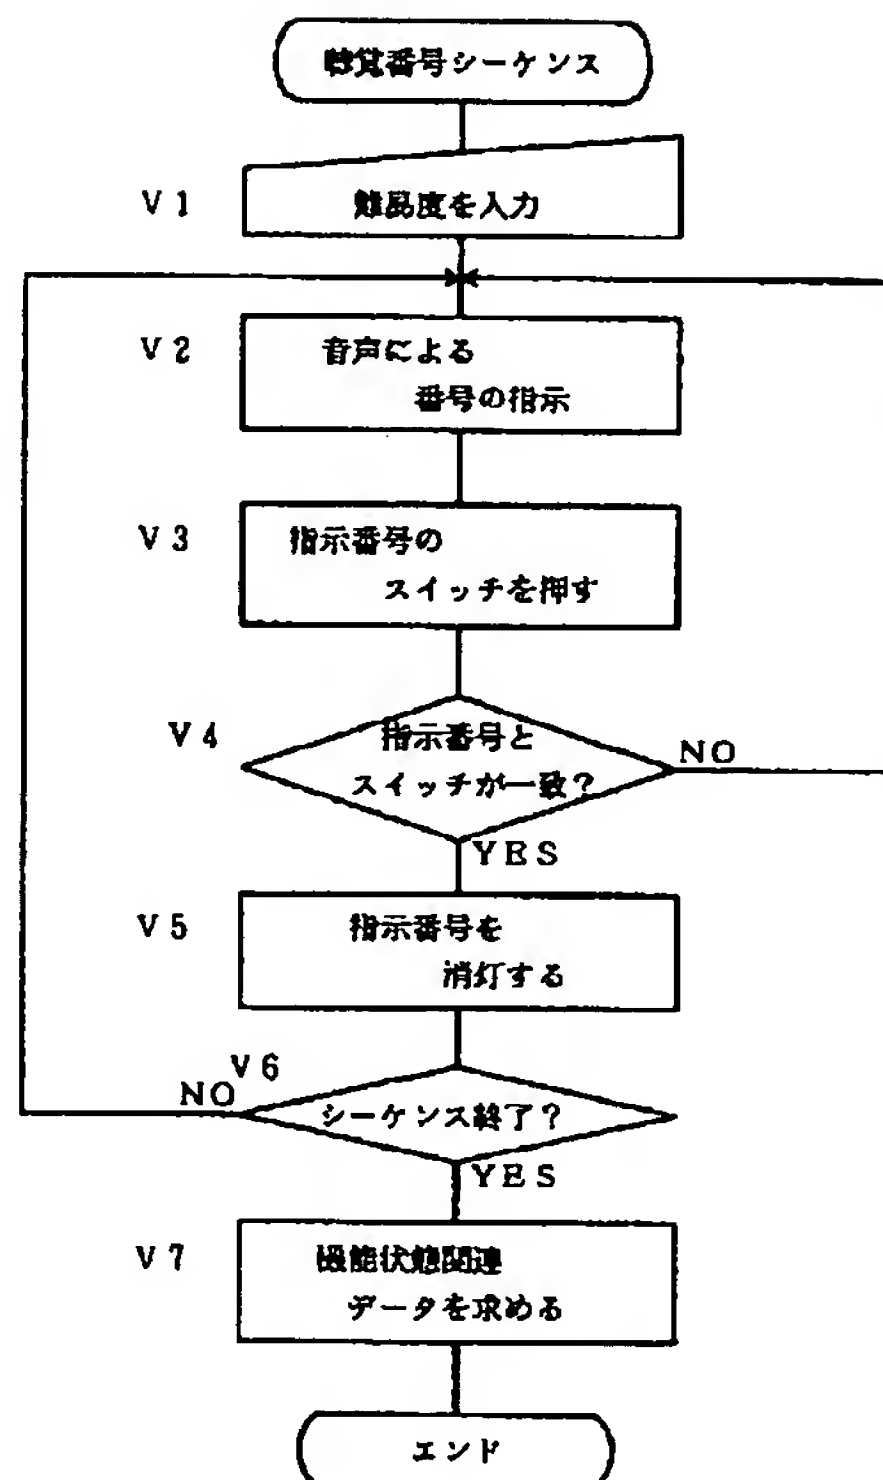 聴覚番号シーケンス
V1
難易度を入力
V2
音声による
番号の指示
V3
指示番号の
スイッチを押す
V4
指示番号と
スイッチが一致?
NO
YES
V5
指示番号を
消灯する
V6
NO
シーケンス終了?
YES
V7
機能状態関連
データを求める
エンド